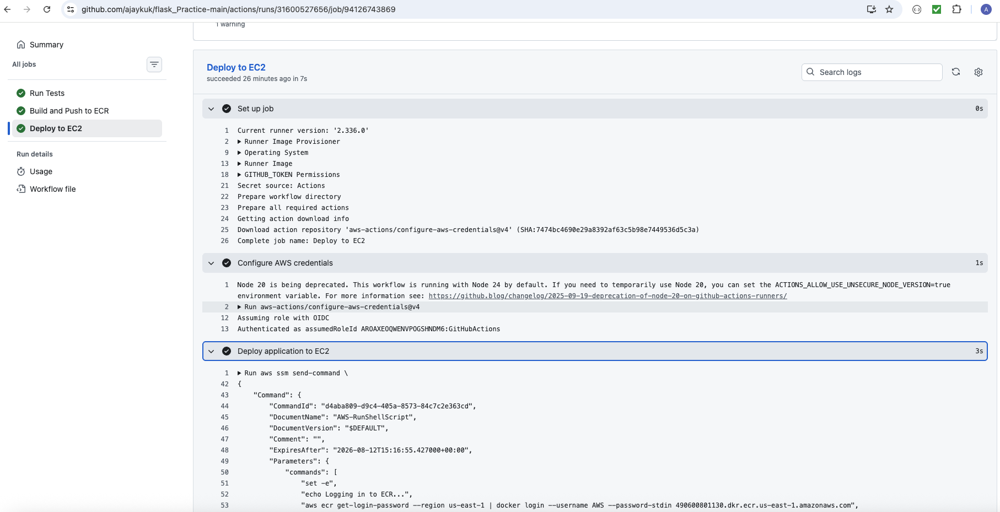 github.com/ajaykuk/flask_Practice-main/actions/runs/31600527656/job/94126743869
A
1 warning
Summary
All jobs
Run Tests
Build and Push to ECR
Deploy to EC2
Run details
Usage
Workflow file
Deploy to EC2
succeeded 26 minutes ago in 7s
Search logs
Set up job 0s
1 Current runner version: '2.336.0'
2 Runner Image Provisioner
9 Operating System
13 Runner Image
18 GITHUB_TOKEN Permissions
21 Secret source: Actions
22 Prepare workflow directory
23 Prepare all required actions
24 Getting action download info
25 Download action repository 'aws-actions/configure-aws-credentials@v4' (SHA:7474bc4690e29a8392af63c5b98e7449536d5c3a)
26 Complete job name: Deploy to EC2
Configure AWS credentials 1s
1 Node 20 is being deprecated. This workflow is running with Node 24 by default. If you need to temporarily use Node 20, you can set the ACTIONS_ALLOW_USE_UNSECURE_NODE_VERSION=true
environment variable. For more information see: https://github.blog/changelog/2025-09-19-deprecation-of-node-20-on-github-actions-runners/
2 Run aws-actions/configure-aws-credentials@v4
12 Assuming role with OIDC
13 Authenticated as assumedRoleId AROAXEOQWENVPOGSHNDM6:GitHubActions
Deploy application to EC2 3s
1 Run aws ssm send-command \
42 {
43 "Command": {
44 "CommandId": "d4aba809-d9c4-405a-8573-84c7c2e363cd",
45 "DocumentName": "AWS-RunShellScript",
46 "DocumentVersion": "$DEFAULT",
47 "Comment": "",
48 "ExpiresAfter": "2026-08-12T15:16:55.427000+00:00",
49 "Parameters": {
50 "commands": [
51 "set -e",
52 "echo Logging in to ECR...",
53 "aws ecr get-login-password --region us-east-1 | docker login --username AWS --password-stdin 490600801130.dkr.ecr.us-east-1.amazonaws.com",